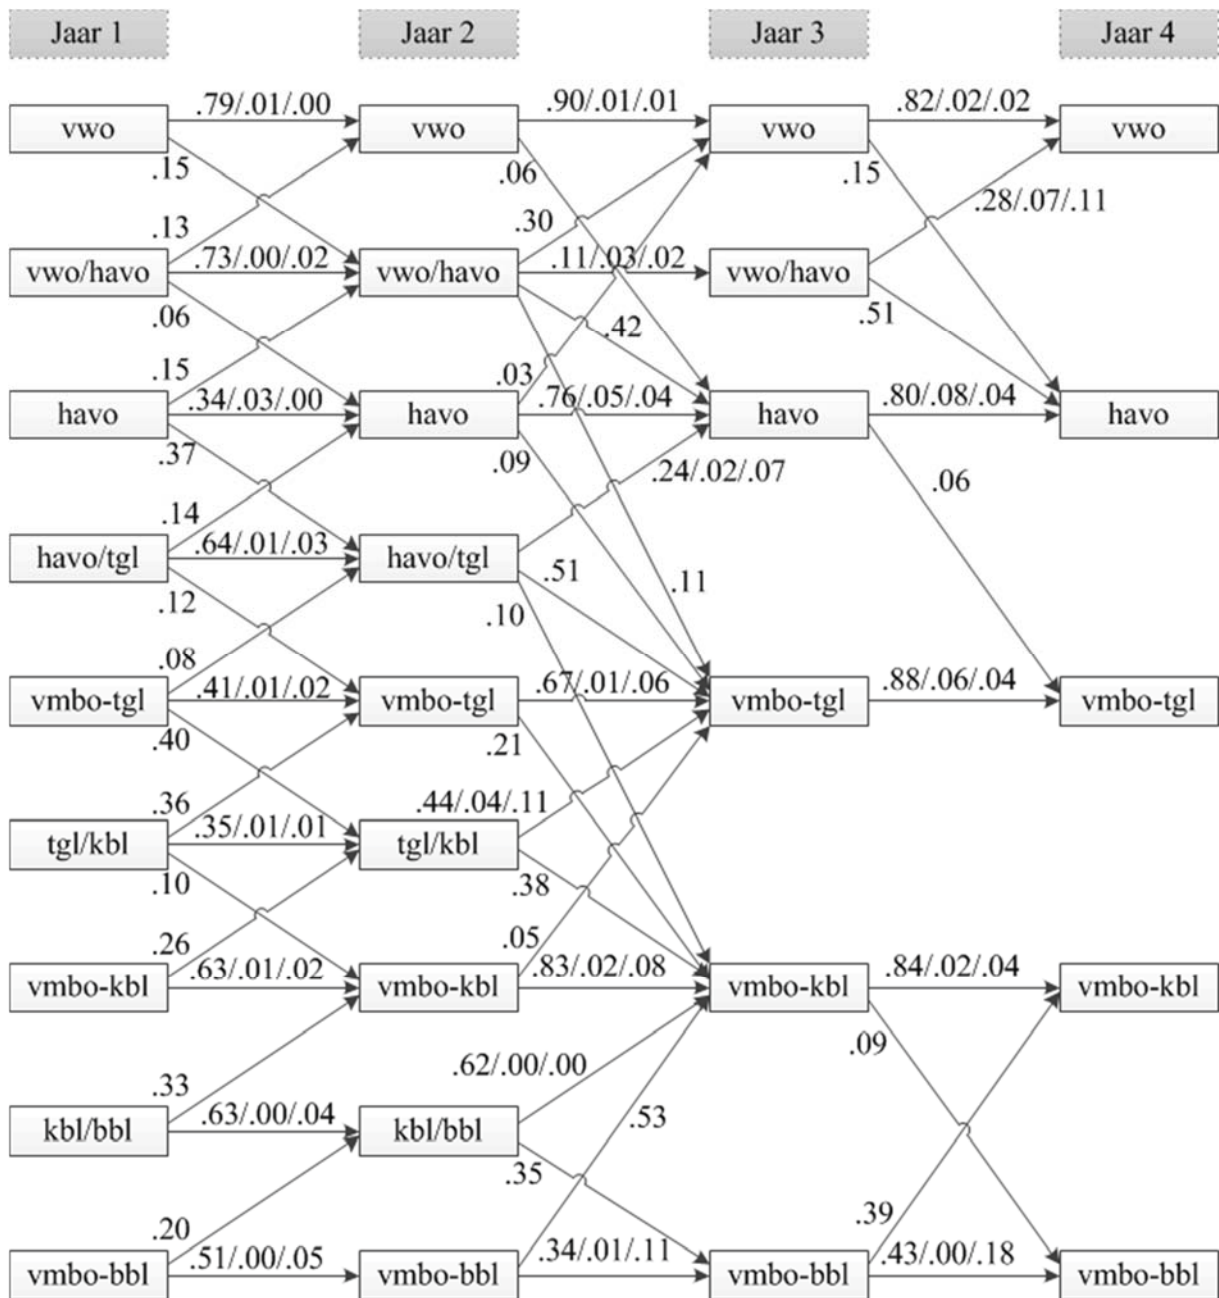 Jaar 1 Jaar 2 Jaar 3 Jaar 4
.79/.01/.00 .90/.01/.01 .82/.02/.02
vwo vwo vwo vwo
.15 .06 .15
.28/.07/.11
.13 .30
.73/.00/.02 .11/.03/.02
vwo/havo vwo/havo vwo/havo
.06 .42 .51
.15 .03
.34/.03/.00 .76/.05/.04 .80/.08/.04
havo havo havo havo
.37 .09 .24/.02/.07
.06
.14
.64/.01/.03
havo/tgl havo/tgl
.51
.12 .10 .11
.08
.41/.01/.02 .67/.01/.06 .88/.06/.04
vmbo-tgl vmbo-tgl vmbo-tgl vmbo-tgl
.40 .21
.36 .44/.04/.11
.35/.01/.01
tgl/kbl tgl/kbl
.10 .38
.26 .05
.63/.01/.02 .83/.02/.08 .84/.02/.04
vmbo-kbl vmbo-kbl vmbo-kbl vmbo-kbl
.09
.62/.00/.00
.33
.63/.00/.04 .53
kbl/bbl kbl/bbl
.35
.39
.20
.51/.00/.05 .34/.01/.11 .43/.00/.18
vmbo-bbl vmbo-bbl vmbo-bbl vmbo-bbl